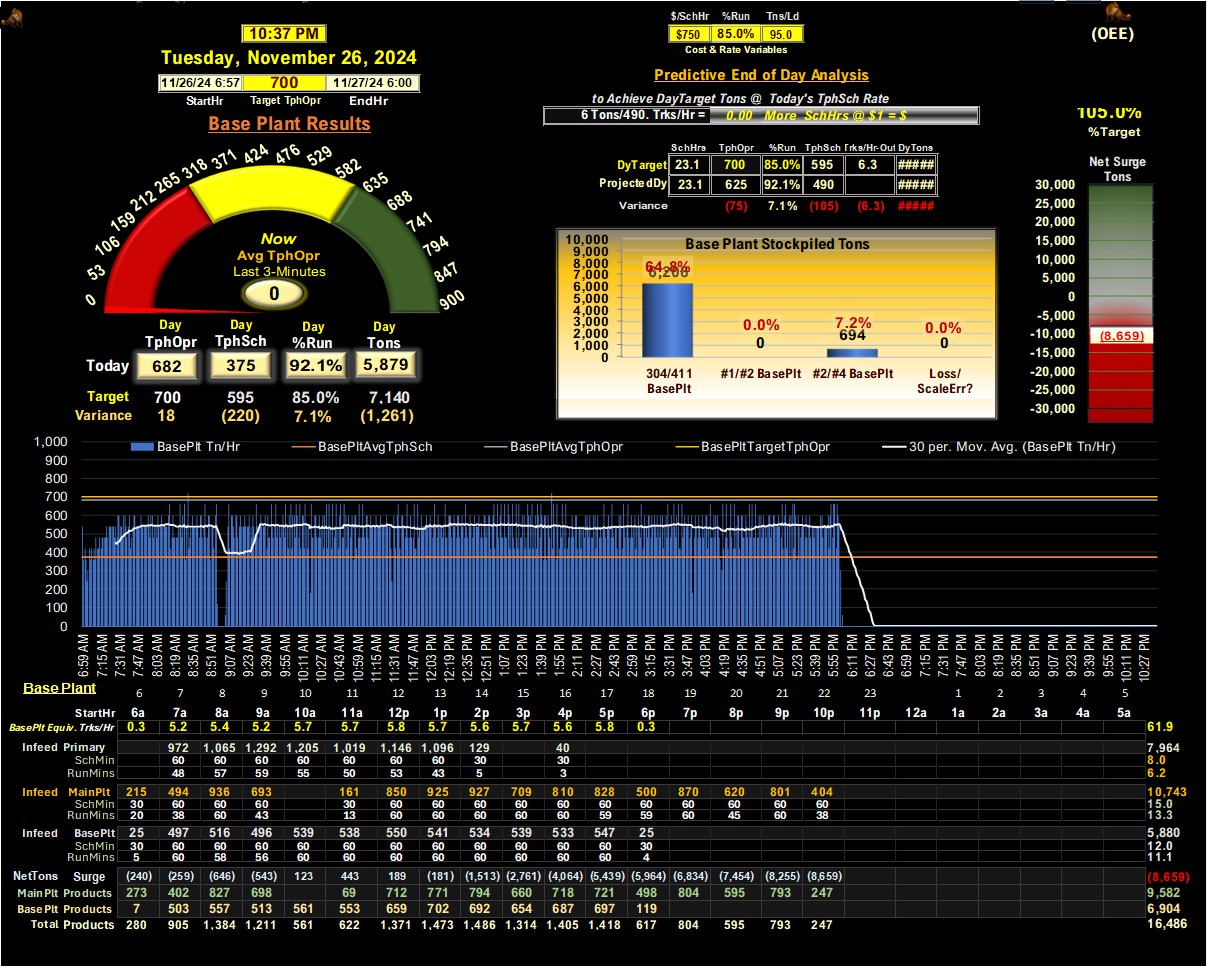 10:37 PM
Tuesday, November 26, 2024
11/26/24 6:57 700 11/27/24 6:00
StartHr Target TphOpr EndHr
Base Plant Results
$/SchHr %Run Tns/Ld
$750 85.0% 95.0
Cost & Rate Variables
Predictive End of Day Analysis
to Achieve DayTarget Tons @ Today's TphSch Rate
6 Tons/490. Trks/Hr = 0.00 More SchHrs @ $1 = $
SchHrs TphOpr %Run TphSch Trks/Hr-Out DyTons
DyTarget 23.1 700 85.0% 595 6.3 #####
ProjectedDy 23.1 625 92.1% 490 #####
Variance (75) 7.1% (105) (6.3) #####
(OEE)
105.0%
%Target
Net Surge
Tons
30,000
25,000
20,000
15,000
10,000
5,000
0
-5,000
-10,000
(8,659)
-15,000
-20,000
-25,000
-30,000
0 53 106 159 212 265 318 371 424 476 529 582 635 688 741 794 847 900
Now
Avg TphOpr
Last 3-Minutes
0
Day Day Day Day
TphOpr TphSch %Run Tons
Today 682 375 92.1% 5,879
Target 700 595 85.0% 7,140
Variance 18 (220) 7.1% (1,261)
Base Plant Stockpiled Tons
10,000
9,000
8,000
7,000
6,000
5,000
4,000
3,000
2,000
1,000
0
64.8% 0.0% 7.2% 0.0%
6,206 0 694 0
304/411 #1/#2 BasePlt #2/#4 BasePlt Loss/
BasePlt ScaleErr?
BasePlt Tn/Hr BasePltAvgTphSch BasePltAvgTphOpr BasePltTargetTphOpr 30 per. Mov. Avg. (BasePlt Tn/Hr)
1,000
900
800
700
600
500
400
300
200
100
0
6:59 AM 7:15 AM 7:31 AM 7:47 AM 8:03 AM 8:19 AM 8:35 AM 8:51 AM 9:07 AM 9:23 AM 9:39 AM 9:55 AM 10:11 AM 10:27 AM 10:43 AM 10:59 AM 11:15 AM 11:31 AM 11:47 AM 12:03 PM 12:19 PM 12:35 PM 12:51 PM 1:07 PM 1:23 PM 1:39 PM 1:55 PM 2:11 PM 2:27 PM 2:43 PM 2:59 PM 3:15 PM 3:31 PM 3:47 PM 4:03 PM 4:19 PM 4:35 PM 4:51 PM 5:07 PM 5:23 PM 5:39 PM 5:55 PM 6:11 PM 6:27 PM 6:43 PM 6:59 PM 7:15 PM 7:31 PM 7:47 PM 8:03 PM 8:19 PM 8:35 PM 8:51 PM 9:07 PM 9:23 PM 9:39 PM 9:55 PM 10:11 PM 10:27 PM
Base Plant 6 7 8 9 10 11 12 13 14 15 16 17 18 19 20 21 22 23 1 2 3 4 5
StartHr 6a 7a 8a 9a 10a 11a 12p 1p 2p 3p 4p 5p 6p 7p 8p 9p 10p 11p 12a 1a 2a 3a 4a 5a
BasePlt Equiv. Trks/Hr 0.3 5.2 5.4 5.2 5.7 5.7 5.8 5.7 5.6 5.7 5.6 5.8 0.3 61.9
Infeed Primary 972 1,065 1,292 1,205 1,019 1,146 1,096 129 40 7,964
SchMin 60 60 60 60 60 60 60 30 30 8.0
RunMins 48 57 59 55 50 53 43 5 3 6.2
Infeed MainPlt 215 494 936 693 161 850 925 927 709 810 828 500 870 620 801 404 10,743
SchMin 30 60 60 60 30 60 60 60 60 60 60 60 60 60 60 60 15.0
RunMins 20 38 60 43 13 60 60 60 60 60 59 59 60 45 60 38 13.3
Infeed BasePlt 25 497 516 496 539 538 550 541 534 539 533 547 25 5,880
SchMin 30 60 60 60 60 60 60 60 60 60 60 60 30 12.0
RunMins 5 60 58 56 60 60 60 60 60 60 60 60 4 11.1
NetTons Surge (240) (259) (646) (543) 123 443 189 (181) (1,513) (2,761) (4,064) (5,439) (5,964) (6,834) (7,454) (8,255) (8,659) (8,659)
MainPlt Products 273 402 827 698 69 712 771 794 660 718 721 498 804 595 793 247 9,582
BasePlt Products 7 503 557 513 561 553 659 702 692 654 687 697 119 6,904
Total Products 280 905 1,384 1,211 561 622 1,371 1,473 1,486 1,314 1,405 1,418 617 804 595 793 247 16,486